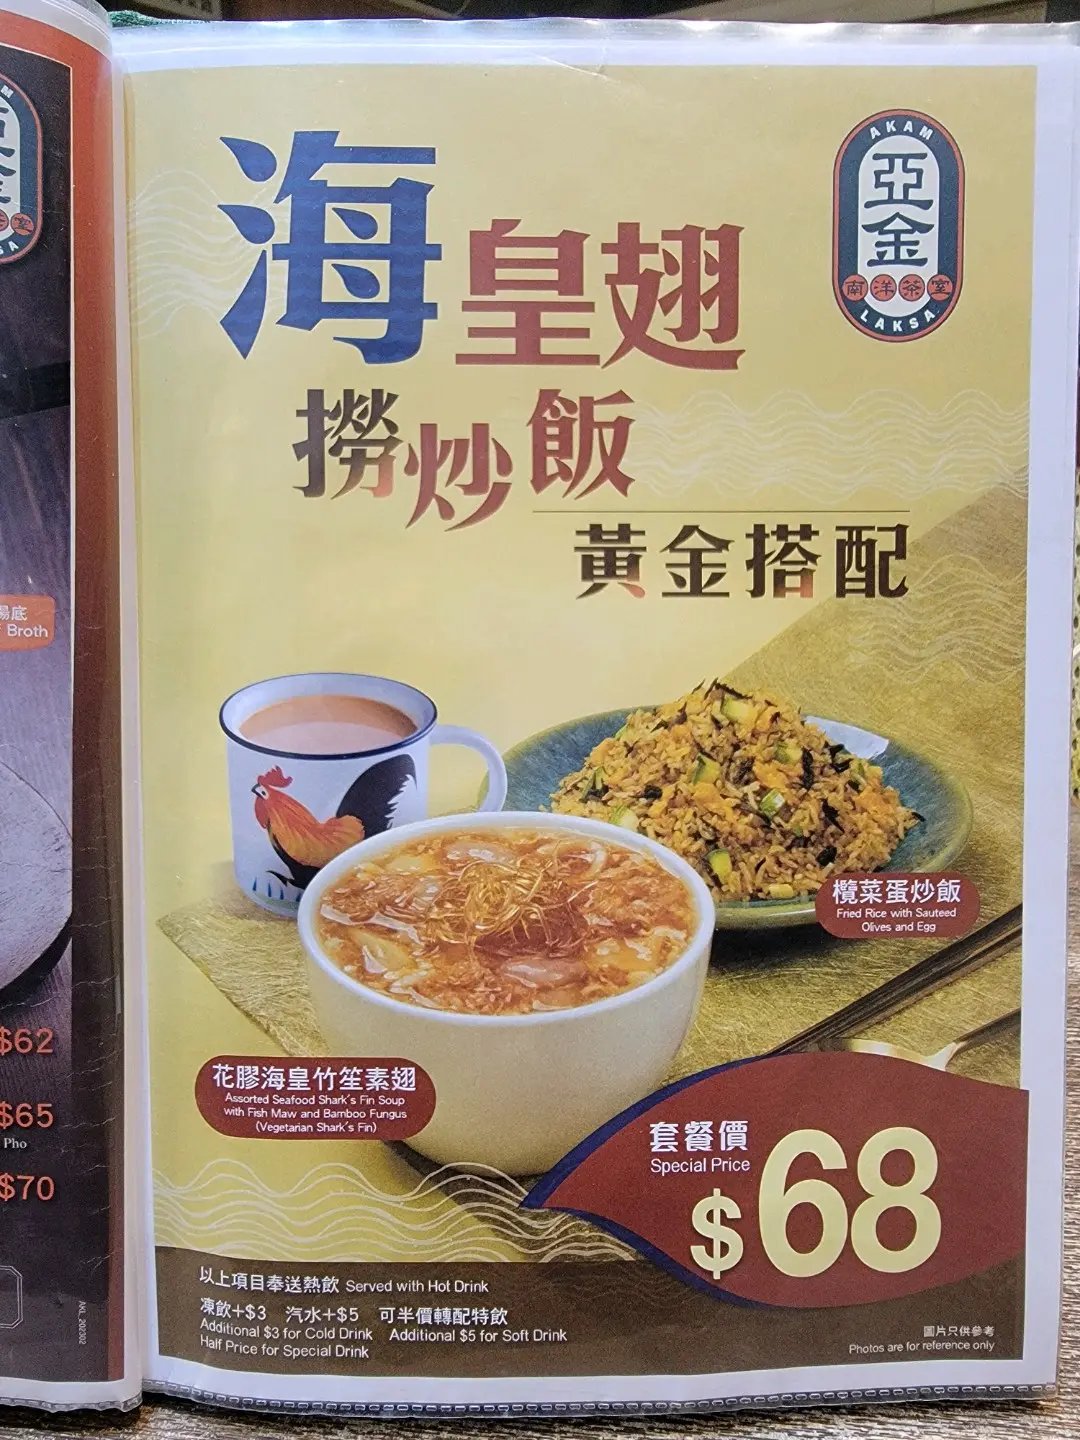 湯底
Broth
$62
$65
Pho
$70
AKL 202302
海皇翅
撈炒飯
黃金搭配
AKAM
亞金
南洋茶室
LAKSA
欖菜蛋炒飯
Fried Rice with Sauteed
Olives and Egg
花膠海皇竹笙素翅
Assorted Seafood Shark's Fin Soup
with Fish Maw and Bamboo Fungus
(Vegetarian Shark's Fin)
套餐價
Special Price
$68
以上項目奉送熱飲 Served with Hot Drink
凍飲+$3 汽水+$5 可半價轉配特飲
Additional $3 for Cold Drink Additional $5 for Soft Drink
Half Price for Special Drink
圖片只供參考
Photos are for reference only